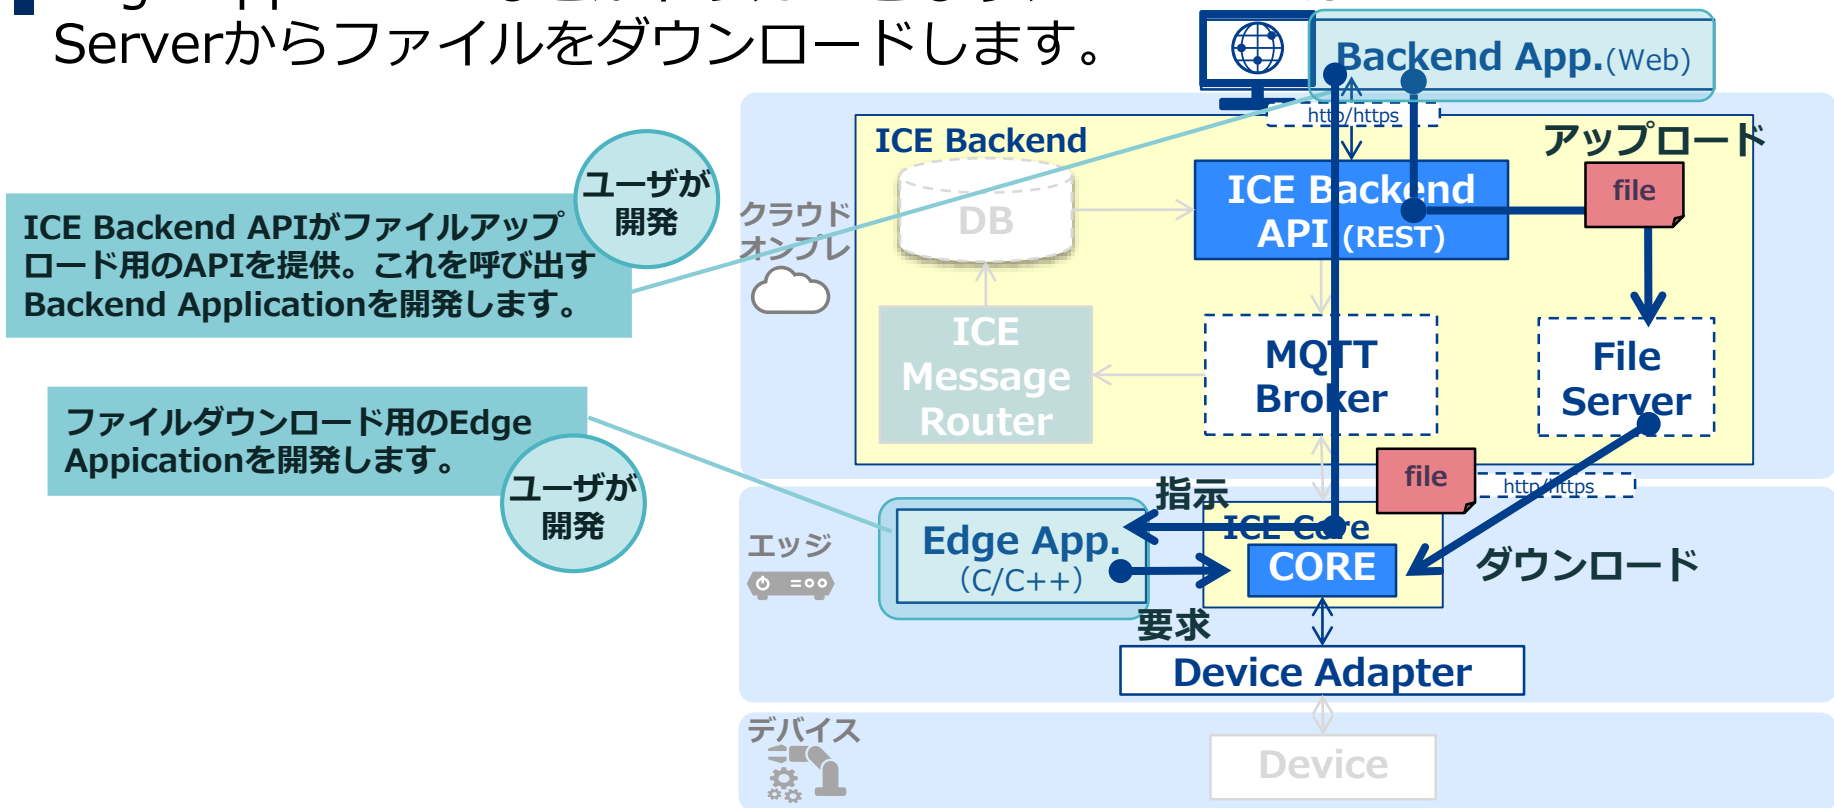 Serverからファイルをダウンロードします。
Backend App.(Web)
http/https
ICE Backend
アップロード
file
ユーザが
開発
ICE Backend APIがファイルアップ
ロード用のAPIを提供。これを呼び出す
Backend Applicationを開発します。
クラウド
オンプレ
DB
ICE Backend
API (REST)
ICE
Message
Router
MQTT
Broker
File
Server
ファイルダウンロード用のEdge
Appicationを開発します。
ユーザが
開発
file
http/https
指示
エッジ
Edge App.
(C/C++)
ICE Core
CORE
ダウンロード
要求
Device Adapter
デバイス
Device